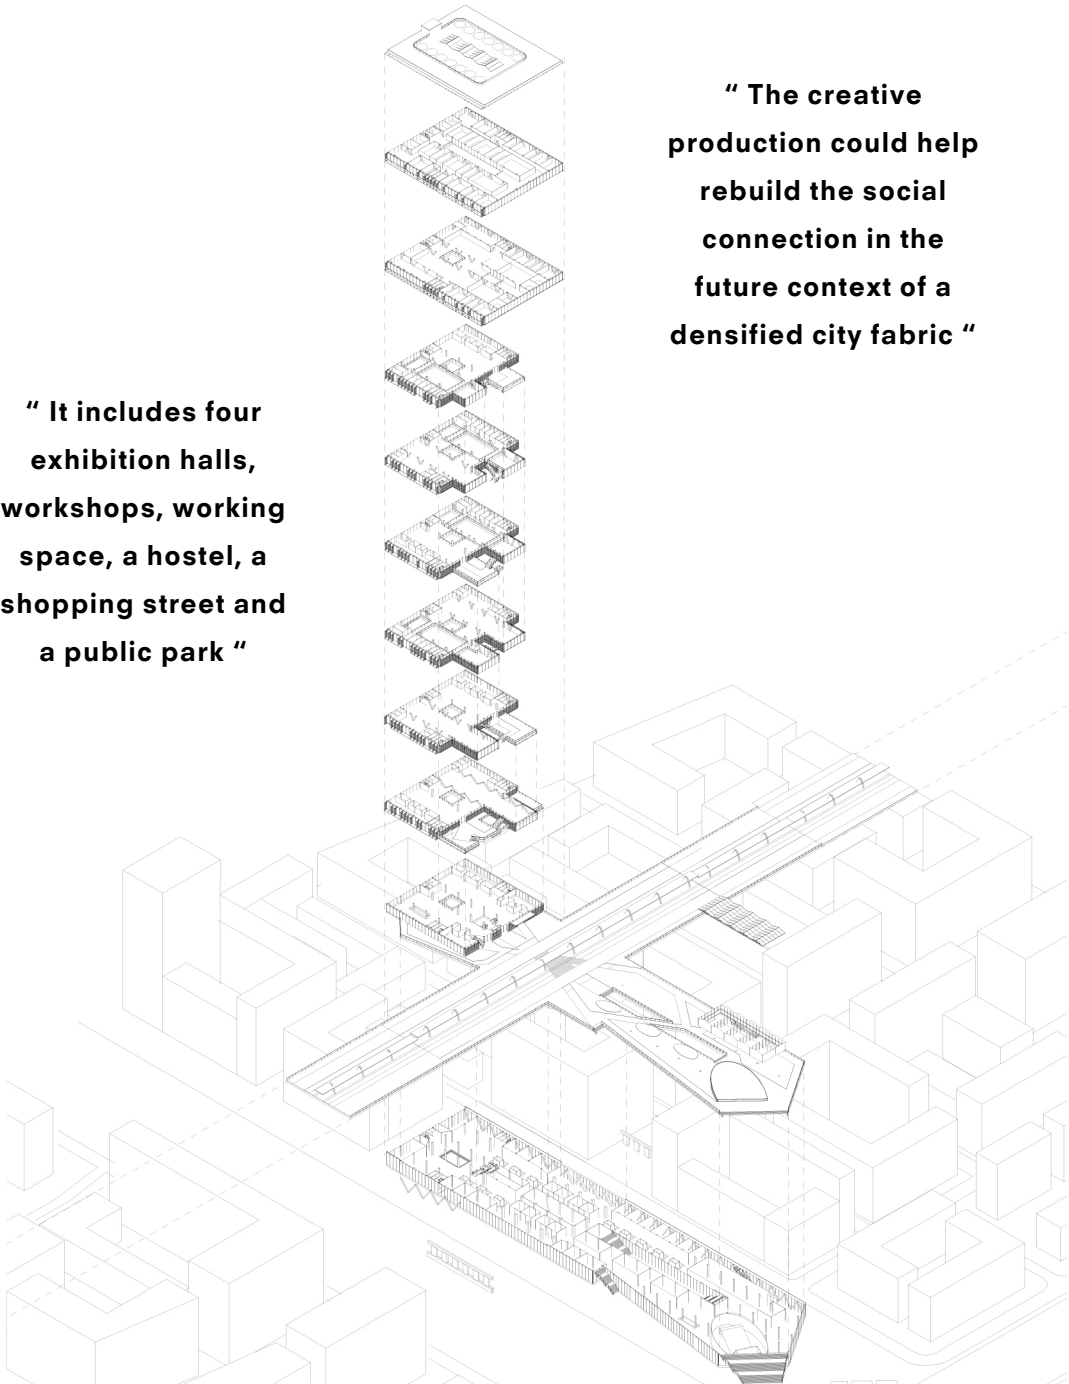 “ The creative
production could help
rebuild the social
connection in the
future context of a
densified city fabric “
“ It includes four
exhibition halls,
workshops, working
space, a hostel, a
shopping street and
a public park “